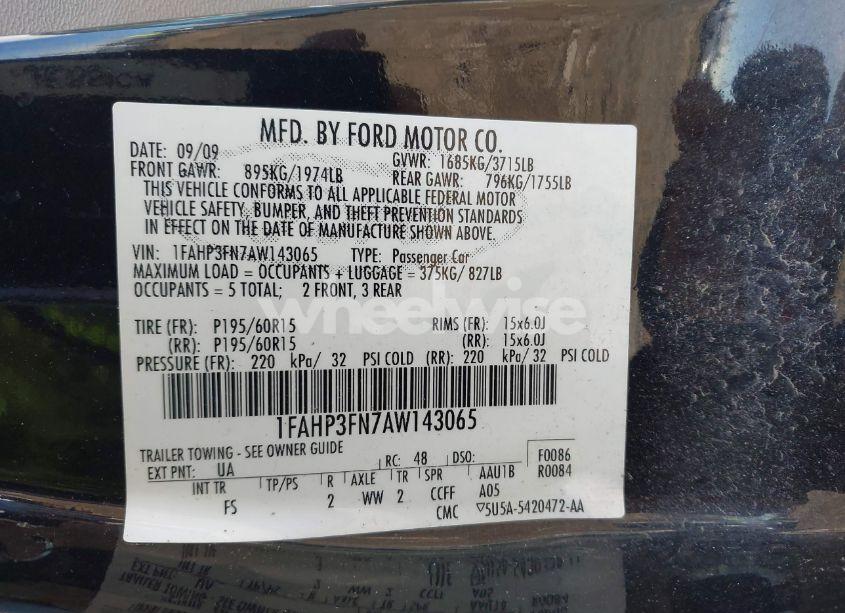 MFD. BY FORD MOTOR CO.
DATE: 09/09 GVWR: 1685KG/3715LB
FRONT GAWR: 895KG/1974LB REAR GAWR: 796KG/1755LB
THIS VEHICLE CONFORMS TO ALL APPLICABLE FEDERAL MOTOR
VEHICLE SAFETY, BUMPER, AND THEFT PREVENTION STANDARDS
IN EFFECT ON THE DATE OF MANUFACTURE SHOWN ABOVE.
VIN: 1FAHP3FN7AW143065 TYPE: Passenger Car
MAXIMUM LOAD = OCCUPANTS + LUGGAGE = 375KG/ 827LB
OCCUPANTS = 5 TOTAL; 2 FRONT, 3 REAR
wheelwise
TIRE (FR): P195/60R15 RIMS (FR): 15x6.0J
(RR): P195/60R15 (RR): 15x6.0J
PRESSURE (FR): 220 kPa/ 32 PSI COLD (RR): 220 kPa/ 32 PSI COLD
1FAHP3FN7AW143065
TRAILER TOWING - SEE OWNER GUIDE
EXT PNT: UA RC: 48 DSO: F0086
R0084
INT TR TP/PS R AXLE TR SPR AAU1B
FS 2 WW 2 CCFF A05
CMC ▽5U5A-5420472-AA